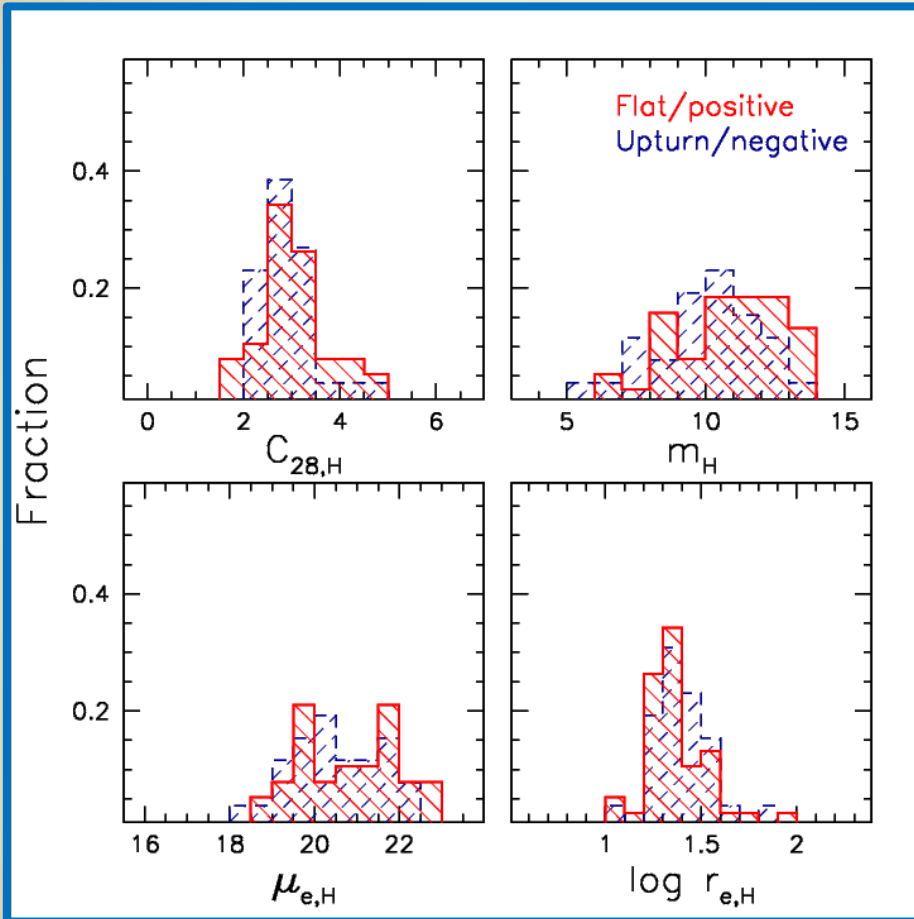 Fraction
0.4
0.2
0 2 4 6
C28,H
Flat/positive
Upturn/negative
5 10 15
mH
0.4
0.2
16 18 20 22
μe,H
1 1.5 2
log re,H